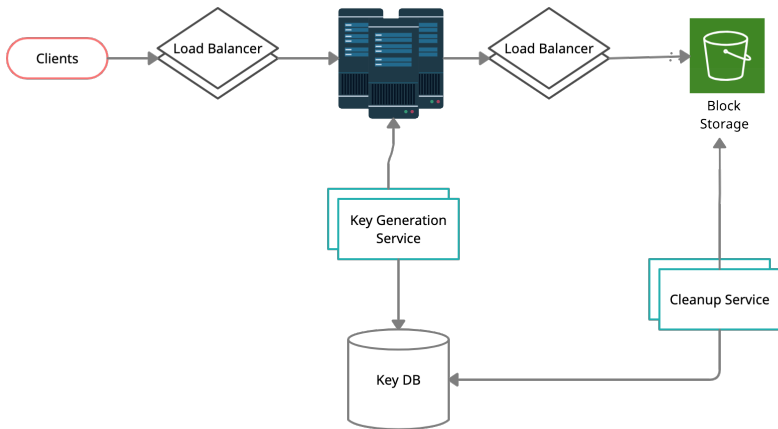 Clients
Load Balancer
Load Balancer
Block
Storage
Key Generation
Service
Cleanup Service
Key DB